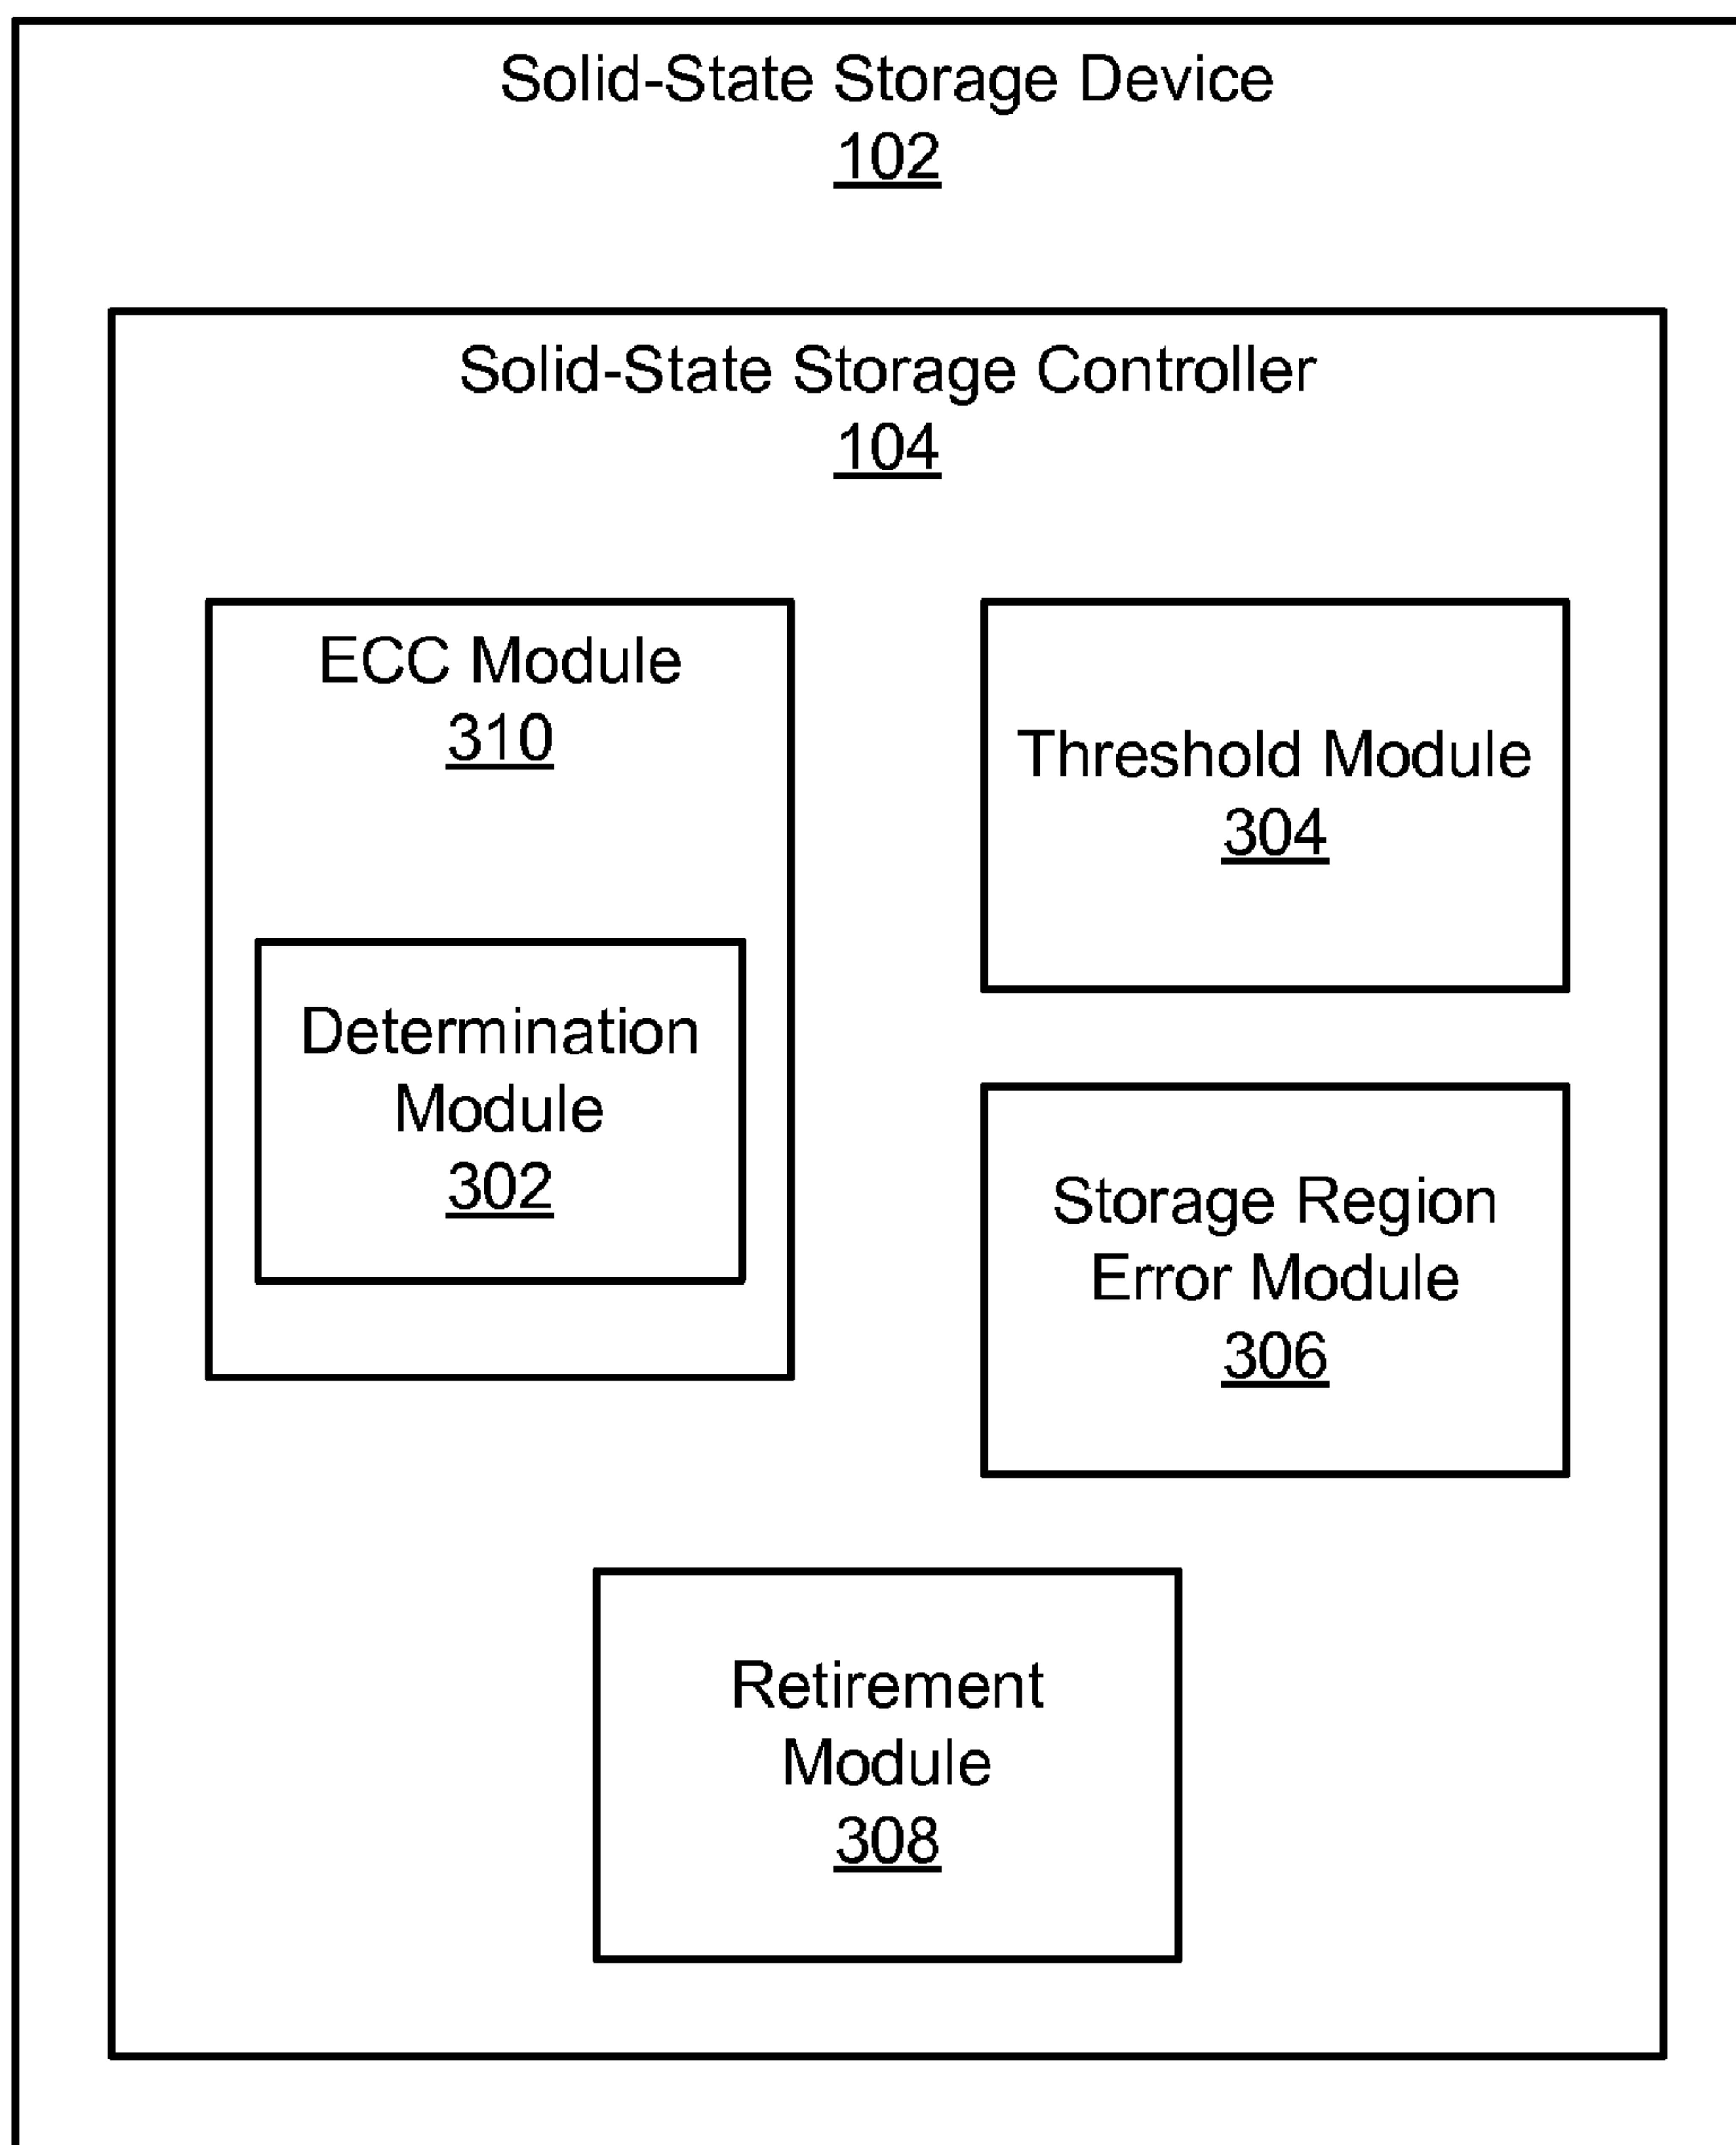 Solid-State Storage Device
102
Solid-State Storage Controller
104
ECC Module
310
Determination
Module
302
Threshold Module
304
Storage Region
Error Module
306
Retirement
Module
308